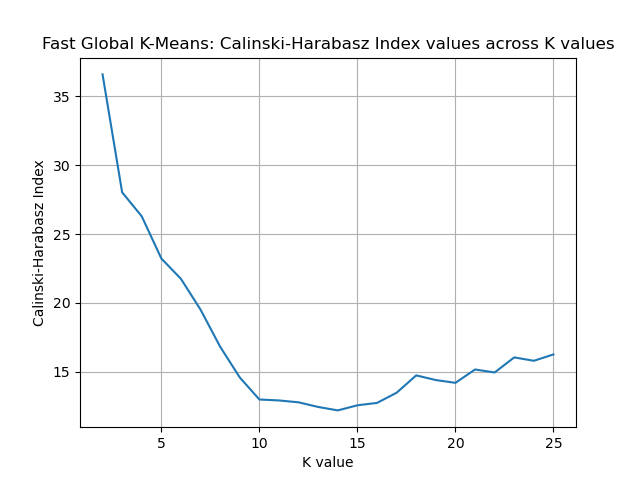 Fast Global K-Means: Calinski-Harabasz Index values across K values
Calinski-Harabasz Index
35
30
25
20
15
5 10 15 20 25
K value